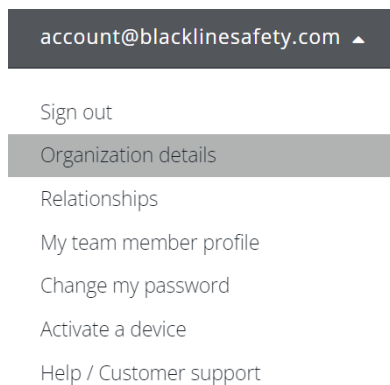 account@blacklinesafety.com
Sign out
Organization details
Relationships
My team member profile
Change my password
Activate a device
Help / Customer support